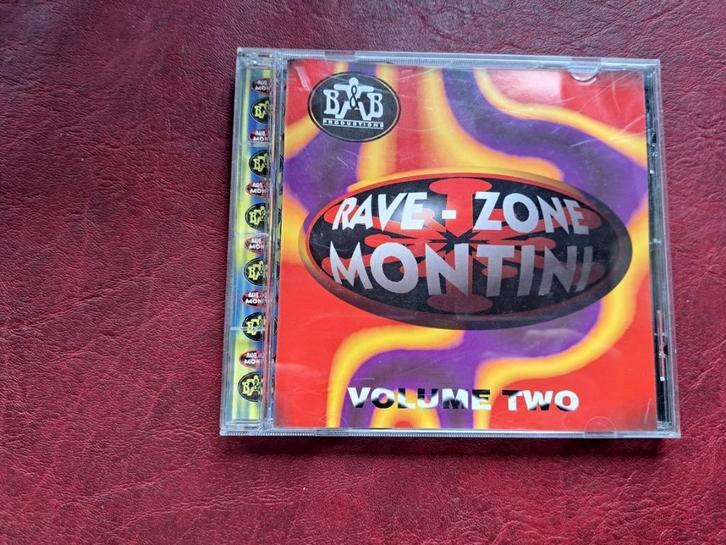 B&B
PRODUCTIONS
RAVE - ZONE
MONTINI
VOLUME TWO